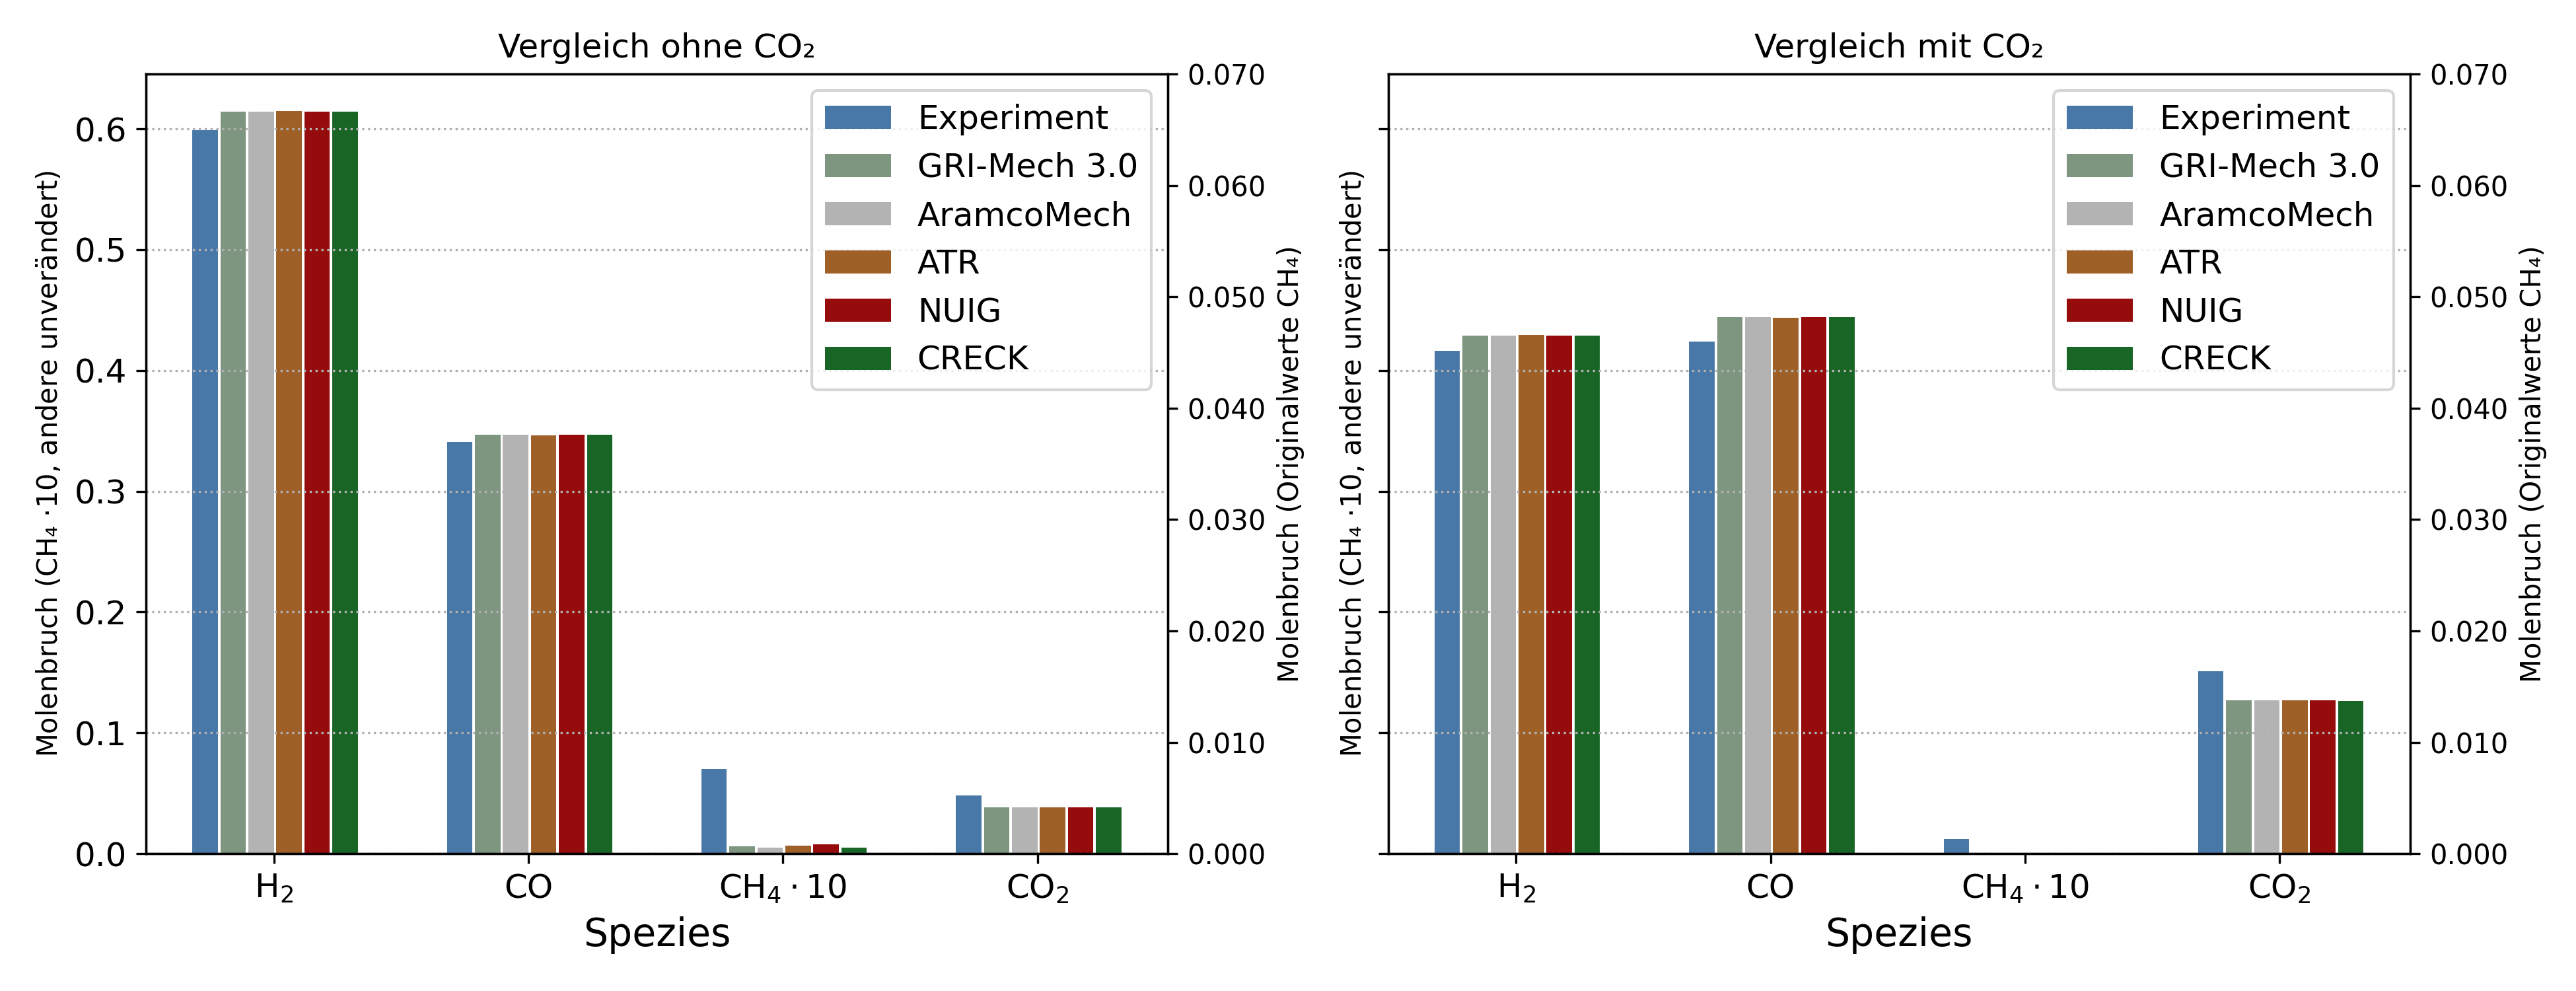 Vergleich ohne CO₂
Molenbruch (CH₄ ·10, andere unverändert)
0.6
0.5
0.4
0.3
0.2
0.1
0.0
Experiment
GRI-Mech 3.0
AramcoMech
ATR
NUIG
CRECK
0.070
0.060
0.050
0.040
0.030
0.020
0.010
0.000
Molenbruch (Originalwerte CH₄)
H₂ CO CH₄ · 10 CO₂
Spezies
Vergleich mit CO₂
Molenbruch (CH₄ ·10, andere unverändert)
Experiment
GRI-Mech 3.0
AramcoMech
ATR
NUIG
CRECK
0.070
0.060
0.050
0.040
0.030
0.020
0.010
0.000
Molenbruch (Originalwerte CH₄)
H₂ CO CH₄ · 10 CO₂
Spezies